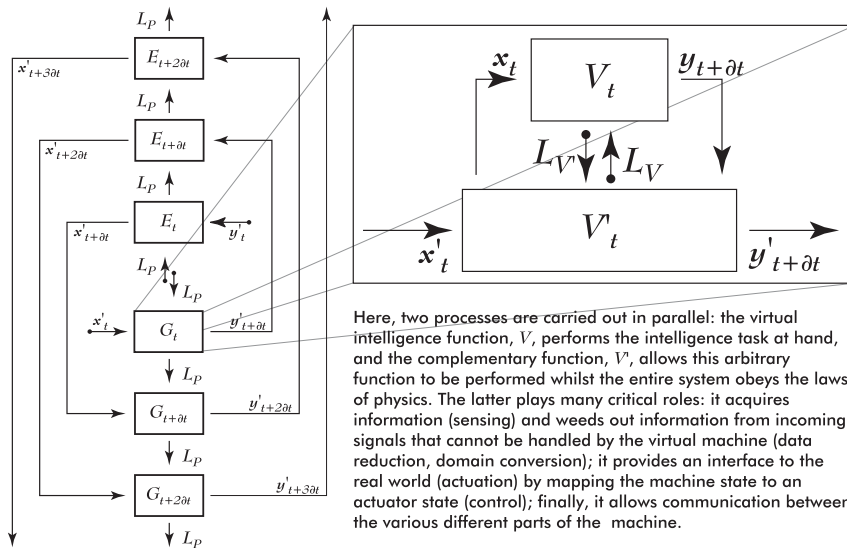 L_P
E_{t+2∂t}
x'_{t+3∂t}
L_P
E_{t+∂t}
x'_{t+2∂t}
L_P
E_t
x'_{t+∂t}
y'_t
L_P
L_P
x'_t
G_t
y'_{t+∂t}
L_P
G_{t+∂t}
y'_{t+2∂t}
L_P
G_{t+2∂t}
y'_{t+3∂t}
L_P
x_t
V_t
y_{t+∂t}
L_{V'}
L_V
x'_t
V'_t
y'_{t+∂t}
Here, two processes are carried out in parallel: the virtual
intelligence function, V, performs the intelligence task at hand,
and the complementary function, V', allows this arbitrary
function to be performed whilst the entire system obeys the laws
of physics. The latter plays many critical roles: it acquires
information (sensing) and weeds out information from incoming
signals that cannot be handled by the virtual machine (data
reduction, domain conversion); it provides an interface to the
real world (actuation) by mapping the machine state to an
actuator state (control); finally, it allows communication between
the various different parts of the machine.